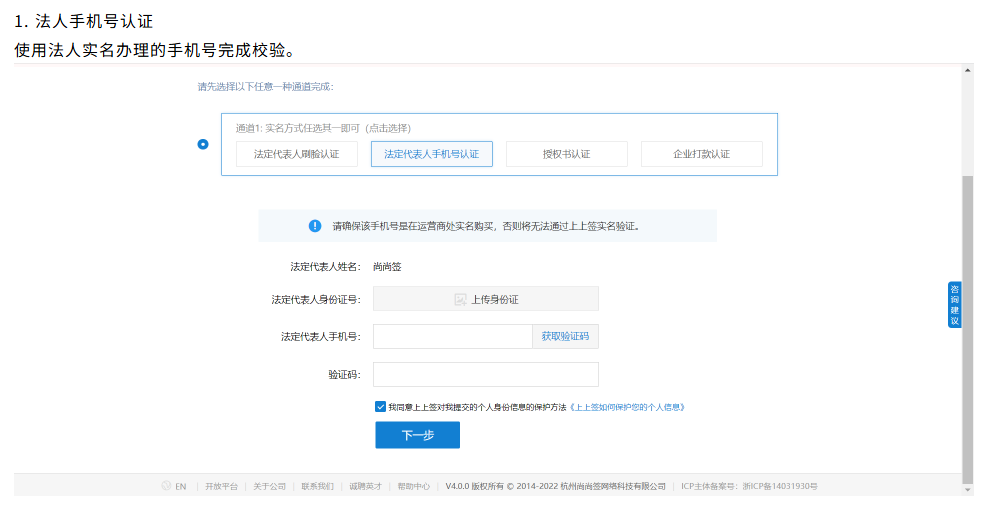 1. 法人手机号认证
使用法人实名办理的手机号完成校验。
请先选择以下任意一种通道完成：
通道1: 实名方式任选其一即可（点击选择）
法定代表人刷脸认证 法定代表人手机号认证 授权书认证 企业打款认证
请确保该手机号是在运营商处实名购买，否则将无法通过上上签实名验证。
法定代表人姓名： 尚尚签
法定代表人身份证号： 上传身份证
法定代表人手机号： 获取验证码
验证码：
我同意上上签对我提交的个人身份信息的保护方法《上上签如何保护您的个人信息》
下一步
咨询建议
EN | 开放平台 | 关于公司 | 联系我们 | 诚聘英才 | 帮助中心 | V4.0.0 版权所有 © 2014-2022 杭州尚尚签网络科技有限公司 | ICP主体备案号：浙ICP备14031930号